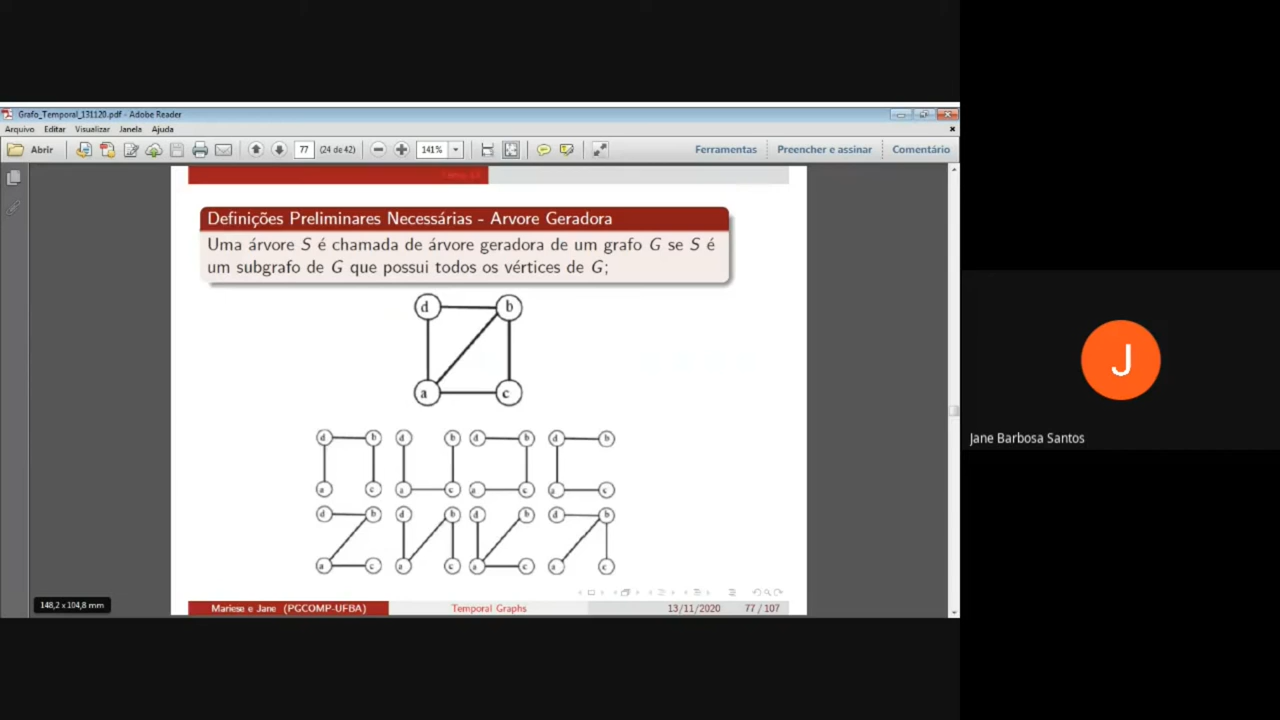 Grafo_Temporal_131120.pdf - Adobe Reader
Arquivo Editar Visualizar Janela Ajuda
Abrir 77 (24 de 42) 141% Ferramentas Preencher e assinar Comentário
Definições Preliminares Necessárias - Arvore Geradora
Uma árvore S é chamada de árvore geradora de um grafo G se S é
um subgrafo de G que possui todos os vértices de G;
d b
a c
d b d b d b d b
a c a c a c a c
d b d b d b d b
a c a c a c a c
J
Jane Barbosa Santos
148,2 x 104,8 mm
Mariese e Jane (PGCOMP-UFBA) Temporal Graphs 13/11/2020 77 / 107